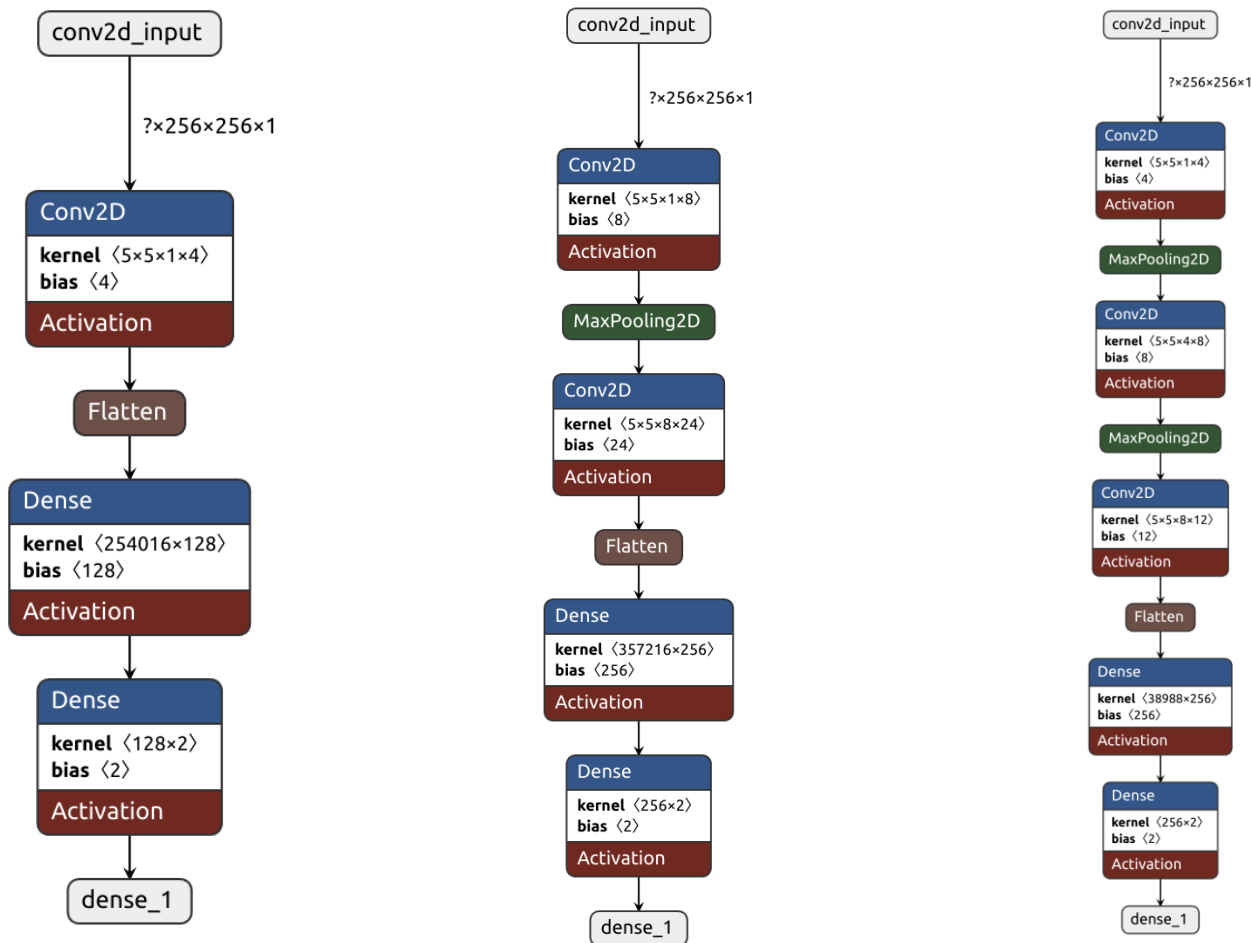 conv2d_input
?×256×256×1
Conv2D
kernel 〈5×5×1×4〉
bias 〈4〉
Activation
Flatten
Dense
kernel 〈254016×128〉
bias 〈128〉
Activation
Dense
kernel 〈128×2〉
bias 〈2〉
Activation
dense_1
conv2d_input
?×256×256×1
Conv2D
kernel 〈5×5×1×8〉
bias 〈8〉
Activation
MaxPooling2D
Conv2D
kernel 〈5×5×8×24〉
bias 〈24〉
Activation
Flatten
Dense
kernel 〈357216×256〉
bias 〈256〉
Activation
Dense
kernel 〈256×2〉
bias 〈2〉
Activation
dense_1
conv2d_input
?×256×256×1
Conv2D
kernel 〈5×5×1×4〉
bias 〈4〉
Activation
MaxPooling2D
Conv2D
kernel 〈5×5×4×8〉
bias 〈8〉
Activation
MaxPooling2D
Conv2D
kernel 〈5×5×8×12〉
bias 〈12〉
Activation
Flatten
Dense
kernel 〈38988×256〉
bias 〈256〉
Activation
Dense
kernel 〈256×2〉
bias 〈2〉
Activation
dense_1